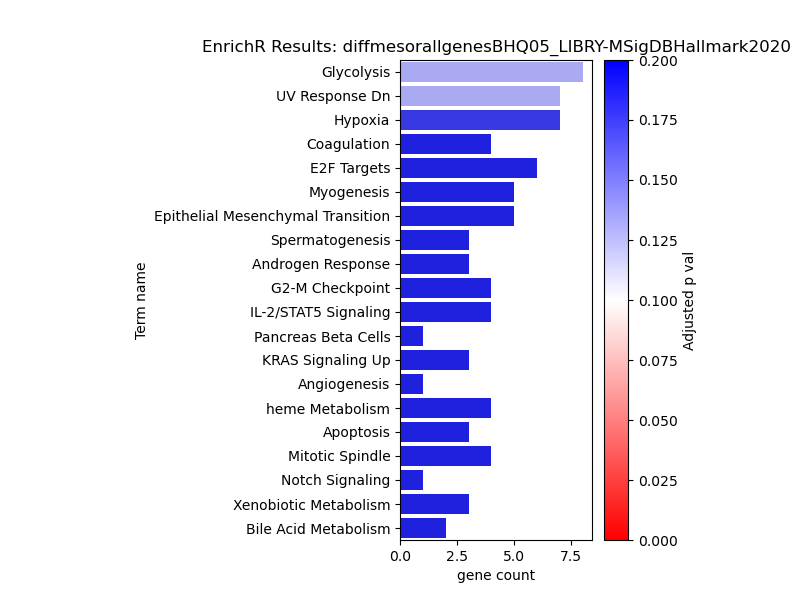 EnrichR Results: diffmesorallgenesBHQ05_LIBRY-MSigDBHallmark2020
Term name
Glycolysis
UV Response Dn
Hypoxia
Coagulation
E2F Targets
Myogenesis
Epithelial Mesenchymal Transition
Spermatogenesis
Androgen Response
G2-M Checkpoint
IL-2/STAT5 Signaling
Pancreas Beta Cells
KRAS Signaling Up
Angiogenesis
heme Metabolism
Apoptosis
Mitotic Spindle
Notch Signaling
Xenobiotic Metabolism
Bile Acid Metabolism
0.0 2.5 5.0 7.5
gene count
0.200
0.175
0.150
0.125
0.100
0.075
0.050
0.025
0.000
Adjusted p val